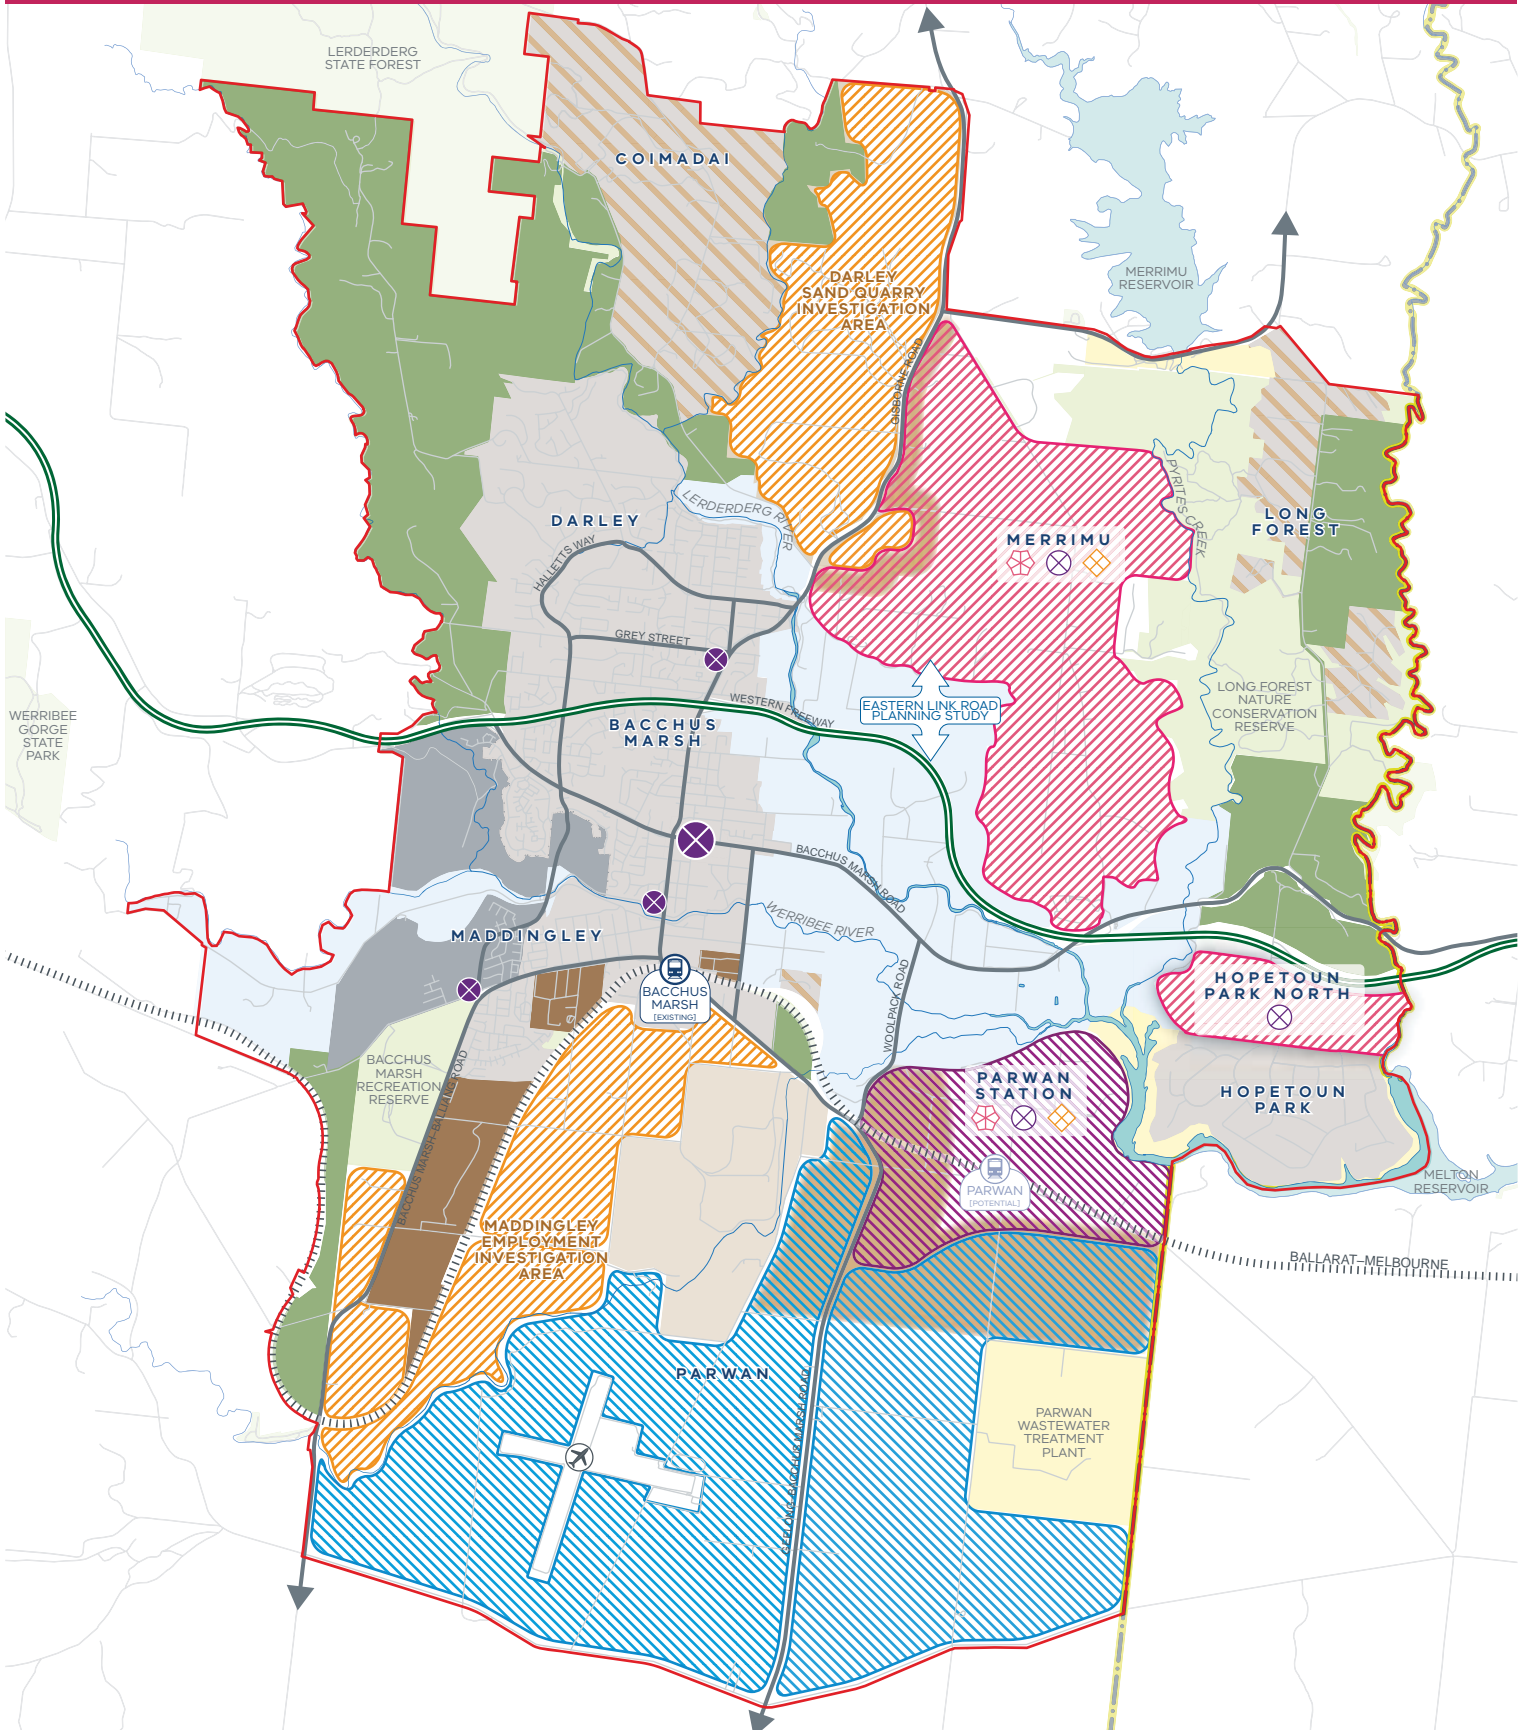 LERDERDERG
STATE FOREST
COIMADAI
MERRIMU
RESERVOIR
DARLEY
SAND QUARRY
INVESTIGATION
AREA
GISBORNE ROAD
LERDERDERG RIVER
PYRITES CREEK
DARLEY
LONG
FOREST
HALLETTS WAY
MERRIMU
GREY STREET
WESTERN FREEWAY
EASTERN LINK ROAD
PLANNING STUDY
LONG FOREST
NATURE
CONSERVATION
RESERVE
WERRIBEE
GORGE
STATE
PARK
BACCHUS
MARSH
BACCHUS MARSH ROAD
WERRIBEE RIVER
MADDINGLEY
WOOLPACK ROAD
BACCHUS
MARSH
[EXISTING]
HOPETOUN
PARK NORTH
BACCHUS
MARSH
RECREATION
RESERVE
BACCHUS MARSH–BALLIANG ROAD
PARWAN
STATION
HOPETOUN
PARK
PARWAN
[POTENTIAL]
MELTON
RESERVOIR
MADDINGLEY
EMPLOYMENT
INVESTIGATION
AREA
BALLARAT–MELBOURNE
PARWAN
GEELONG–BACCHUS MARSH ROAD
PARWAN
WASTEWATER
TREATMENT
PLANT